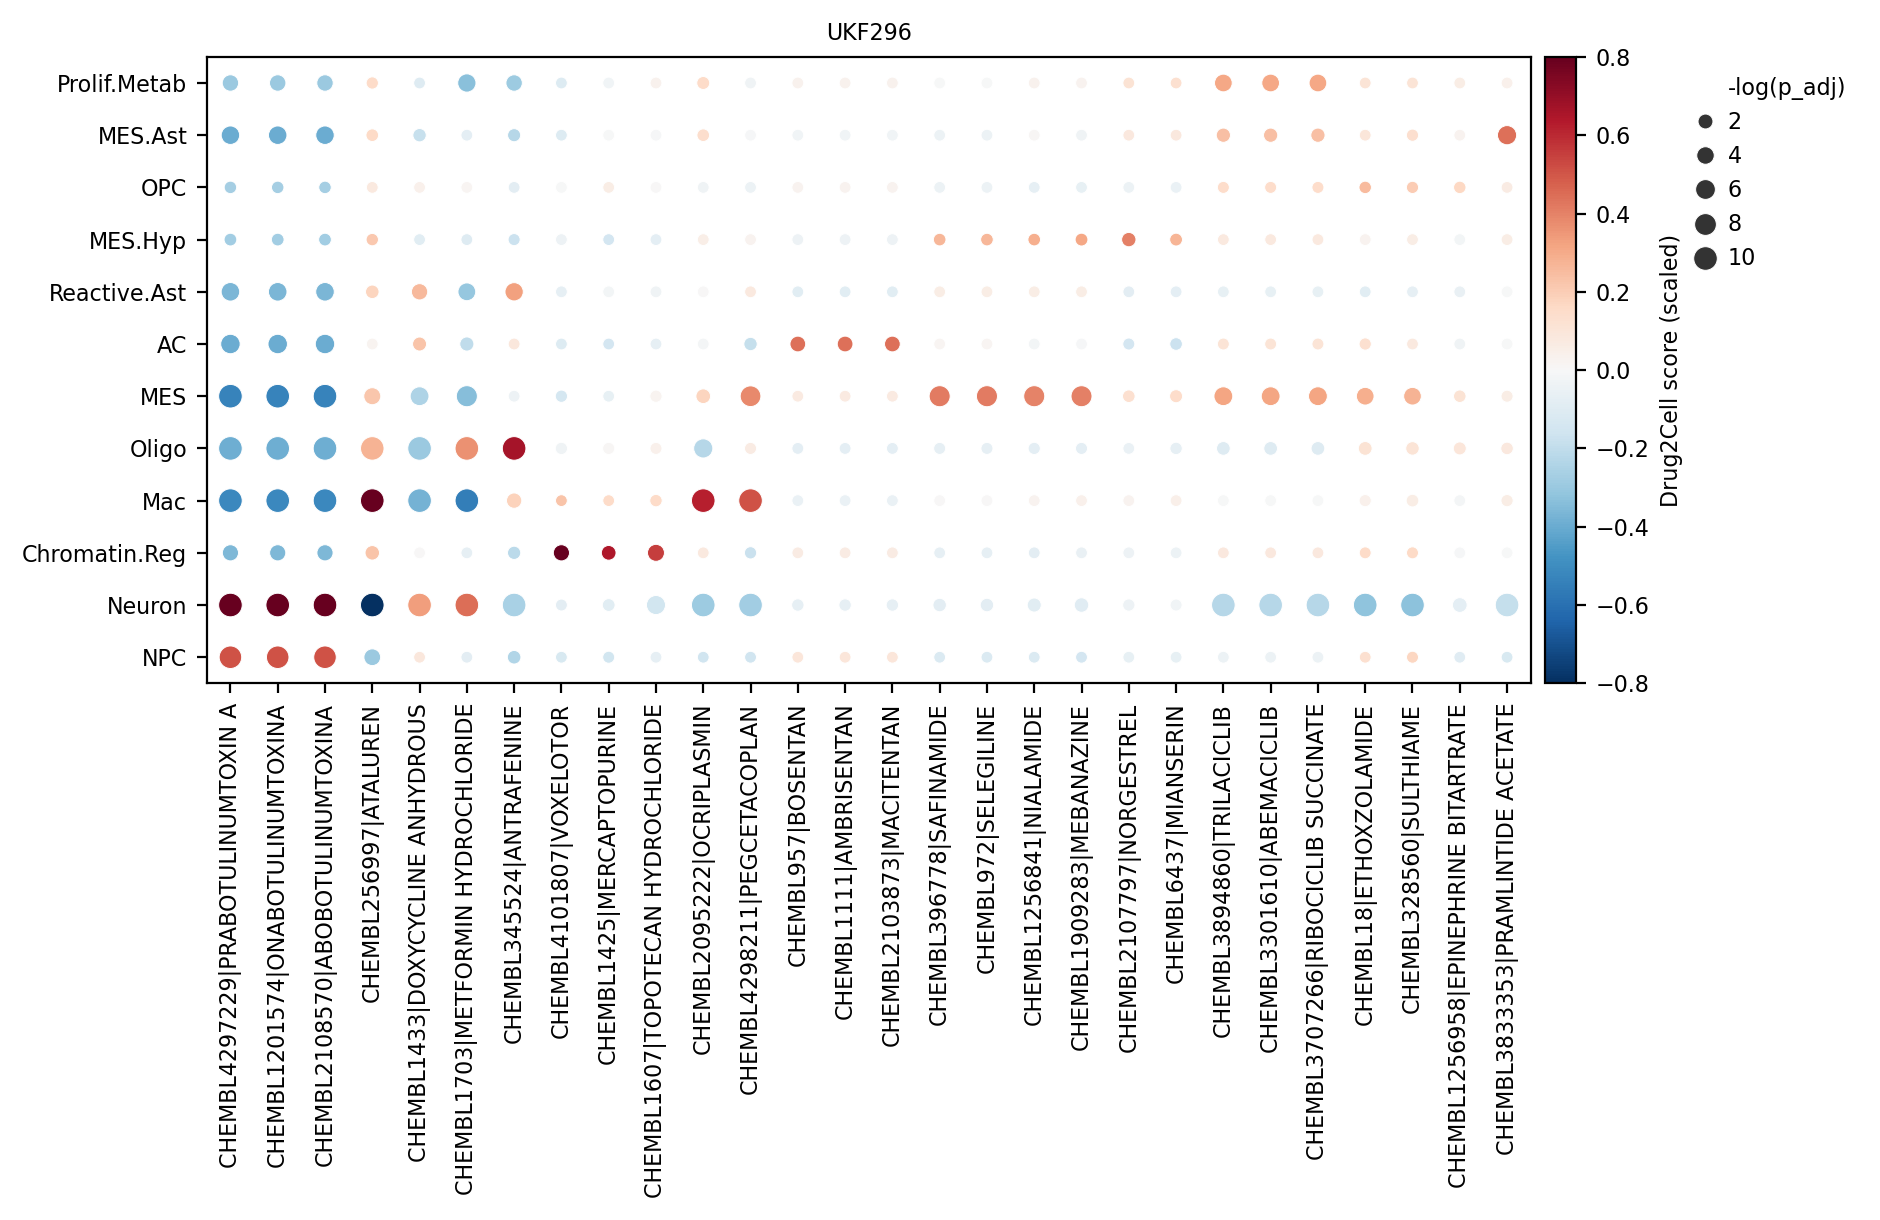 UKF296
Prolif.Metab
MES.Ast
OPC
MES.Hyp
Reactive.Ast
AC
MES
Oligo
Mac
Chromatin.Reg
Neuron
NPC
CHEMBL4297229|PRABOTULINUMTOXIN A
CHEMBL1201574|ONABOTULINUMTOXINA
CHEMBL2108570|ABOBOTULINUMTOXINA
CHEMBL256997|ATALUREN
CHEMBL1433|DOXYCYCLINE ANHYDROUS
CHEMBL1703|METFORMIN HYDROCHLORIDE
CHEMBL345524|ANTRAFENINE
CHEMBL4101807|VOXELOTOR
CHEMBL1425|MERCAPTOPURINE
CHEMBL1607|TOPOTECAN HYDROCHLORIDE
CHEMBL2095222|OCRIPLASMIN
CHEMBL4298211|PEGCETACOPLAN
CHEMBL957|BOSENTAN
CHEMBL1111|AMBRISENTAN
CHEMBL2103873|MACITENTAN
CHEMBL396778|SAFINAMIDE
CHEMBL972|SELEGILINE
CHEMBL1256841|NIALAMIDE
CHEMBL1909283|MEBANAZINE
CHEMBL2107797|NORGESTREL
CHEMBL6437|MIANSERIN
CHEMBL3894860|TRILACICLIB
CHEMBL3301610|ABEMACICLIB
CHEMBL3707266|RIBOCICLIB SUCCINATE
CHEMBL18|ETHOXZOLAMIDE
CHEMBL328560|SULTHIAME
CHEMBL1256958|EPINEPHRINE BITARTRATE
CHEMBL3833353|PRAMLINTIDE ACETATE
0.8
0.6
0.4
0.2
0.0
−0.2
−0.4
−0.6
−0.8
Drug2Cell score (scaled)
-log(p_adj)
2
4
6
8
10